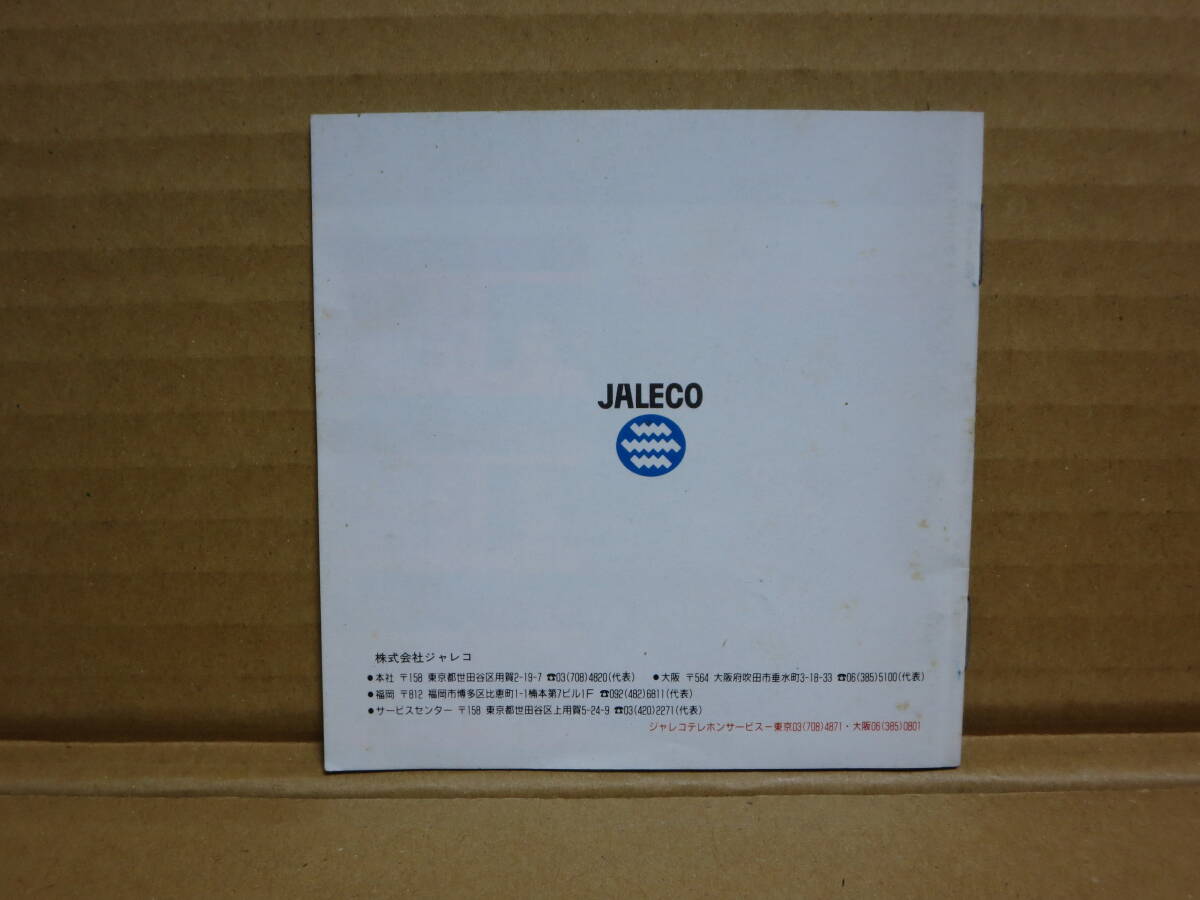 JALECO
株式会社ジャレコ
●本社 〒158 東京都世田谷区用賀2-19-7 ☎03(708)4820(代表) ●大阪 〒564 大阪府吹田市垂水町3-18-33 ☎06(385)5100(代表)
●福岡 〒812 福岡市博多区比恵町1-1楠本第7ビル1F ☎092(482)6811(代表)
●サービスセンター 〒158 東京都世田谷区上用賀5-24-9 ☎03(420)2271(代表)
ジャレコテレホンサービス－東京03(708)4871・大阪06(385)0801